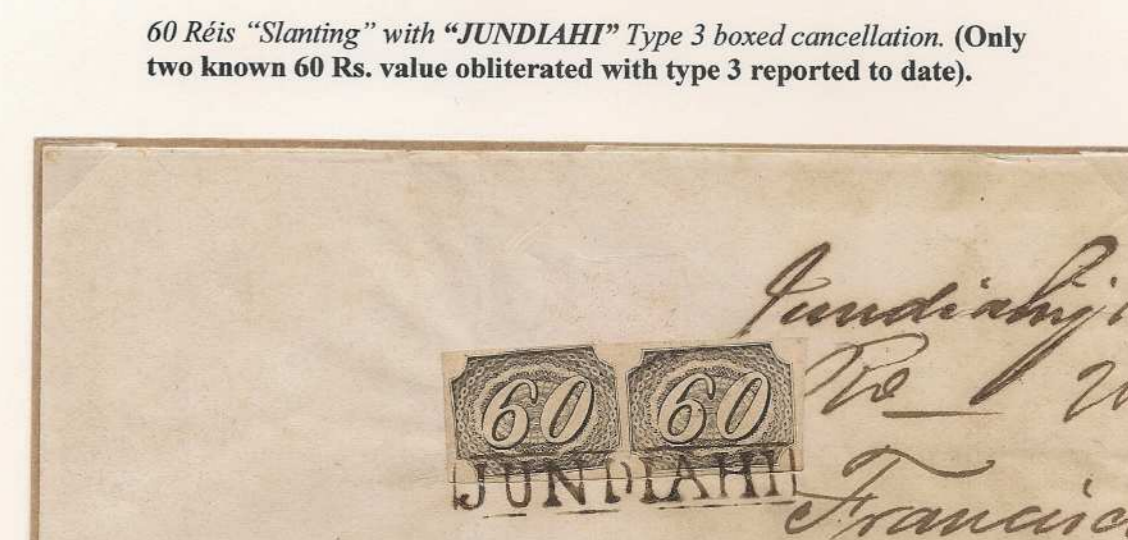 60 Réis “Slanting” with “JUNDIAHI” Type 3 boxed cancellation. (Only
two known 60 Rs. value obliterated with type 3 reported to date).
Jundiahy
60 60
JUNDIAHI